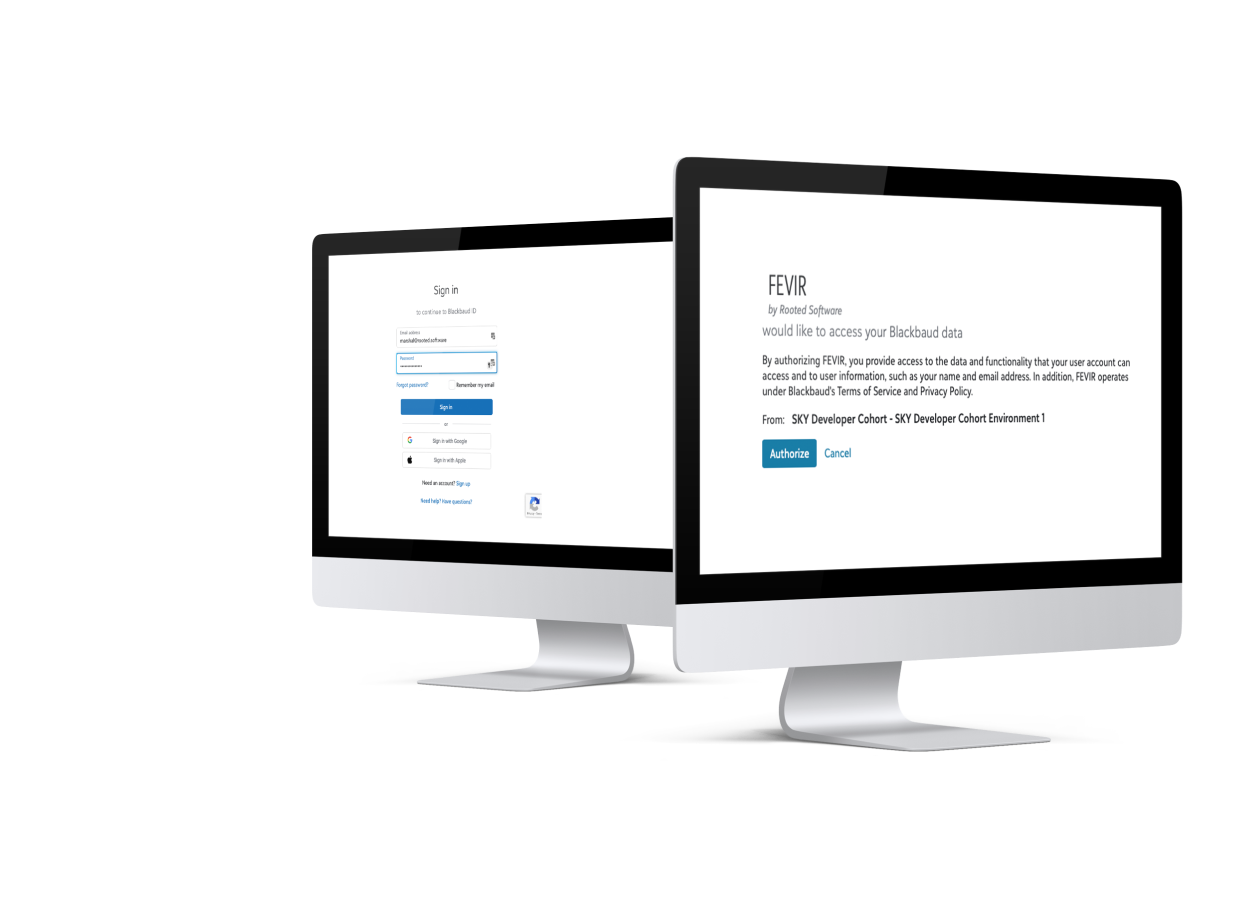 Sign in
to continue to Blackbaud ID
Email address
marshal@rooted.software
Password
Forgot password?
Remember my email
Sign in
or
Sign in with Google
Sign in with Apple
Need an account? Sign up
Need help? Have questions?
FEVIR
by Rooted Software
would like to access your Blackbaud data
By authorizing FEVIR, you provide access to the data and functionality that your user account can
access and to user information, such as your name and email address. In addition, FEVIR operates
under Blackbaud's Terms of Service and Privacy Policy.
From: SKY Developer Cohort - SKY Developer Cohort Environment 1
Authorize Cancel